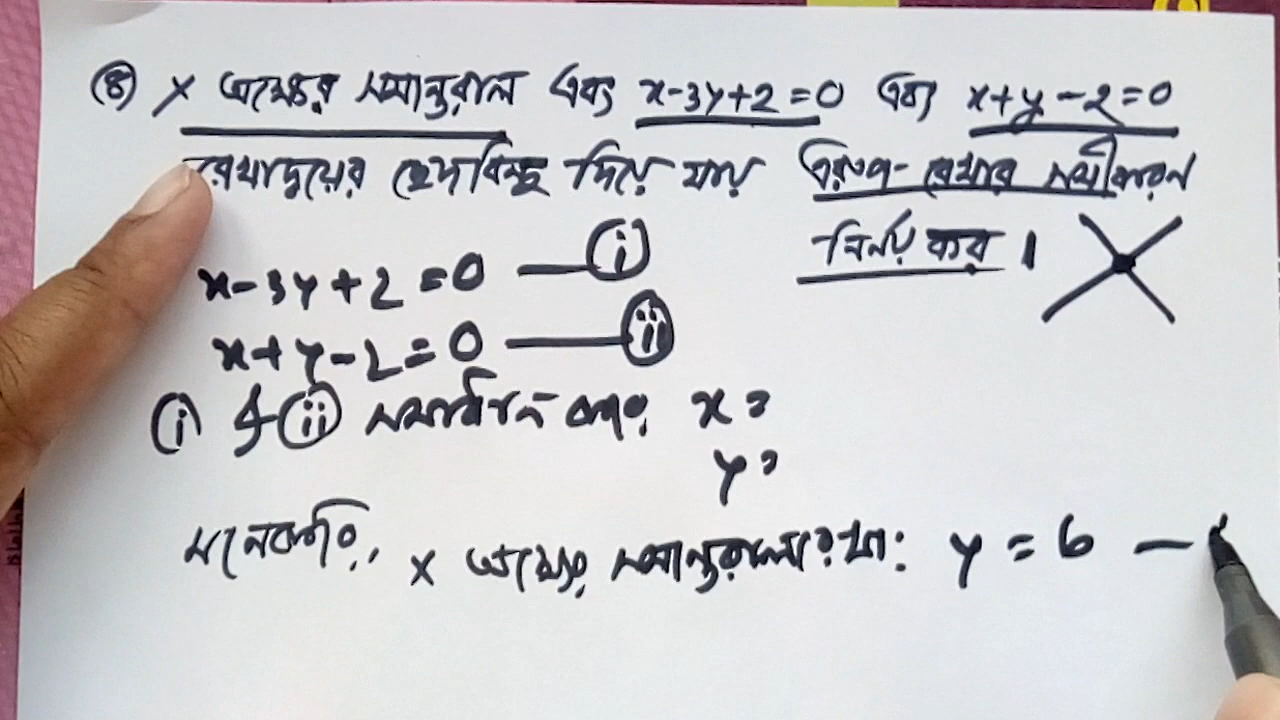 (৪) x অক্ষের সমান্তরাল এবং x-3y+2=0 এবং x+y-2=0
রেখাদ্বয়ের ছেদবিন্দু দিয়ে যায় এরূপ রেখার সমীকরণ
নির্ণয় কর।
x-3y+2=0 — (i)
x+y-2=0 — (ii)
(i) & (ii) সমাধান করে, x=
y=
মনেকরি, x অক্ষের সমান্তরাল রেখা: y = b —